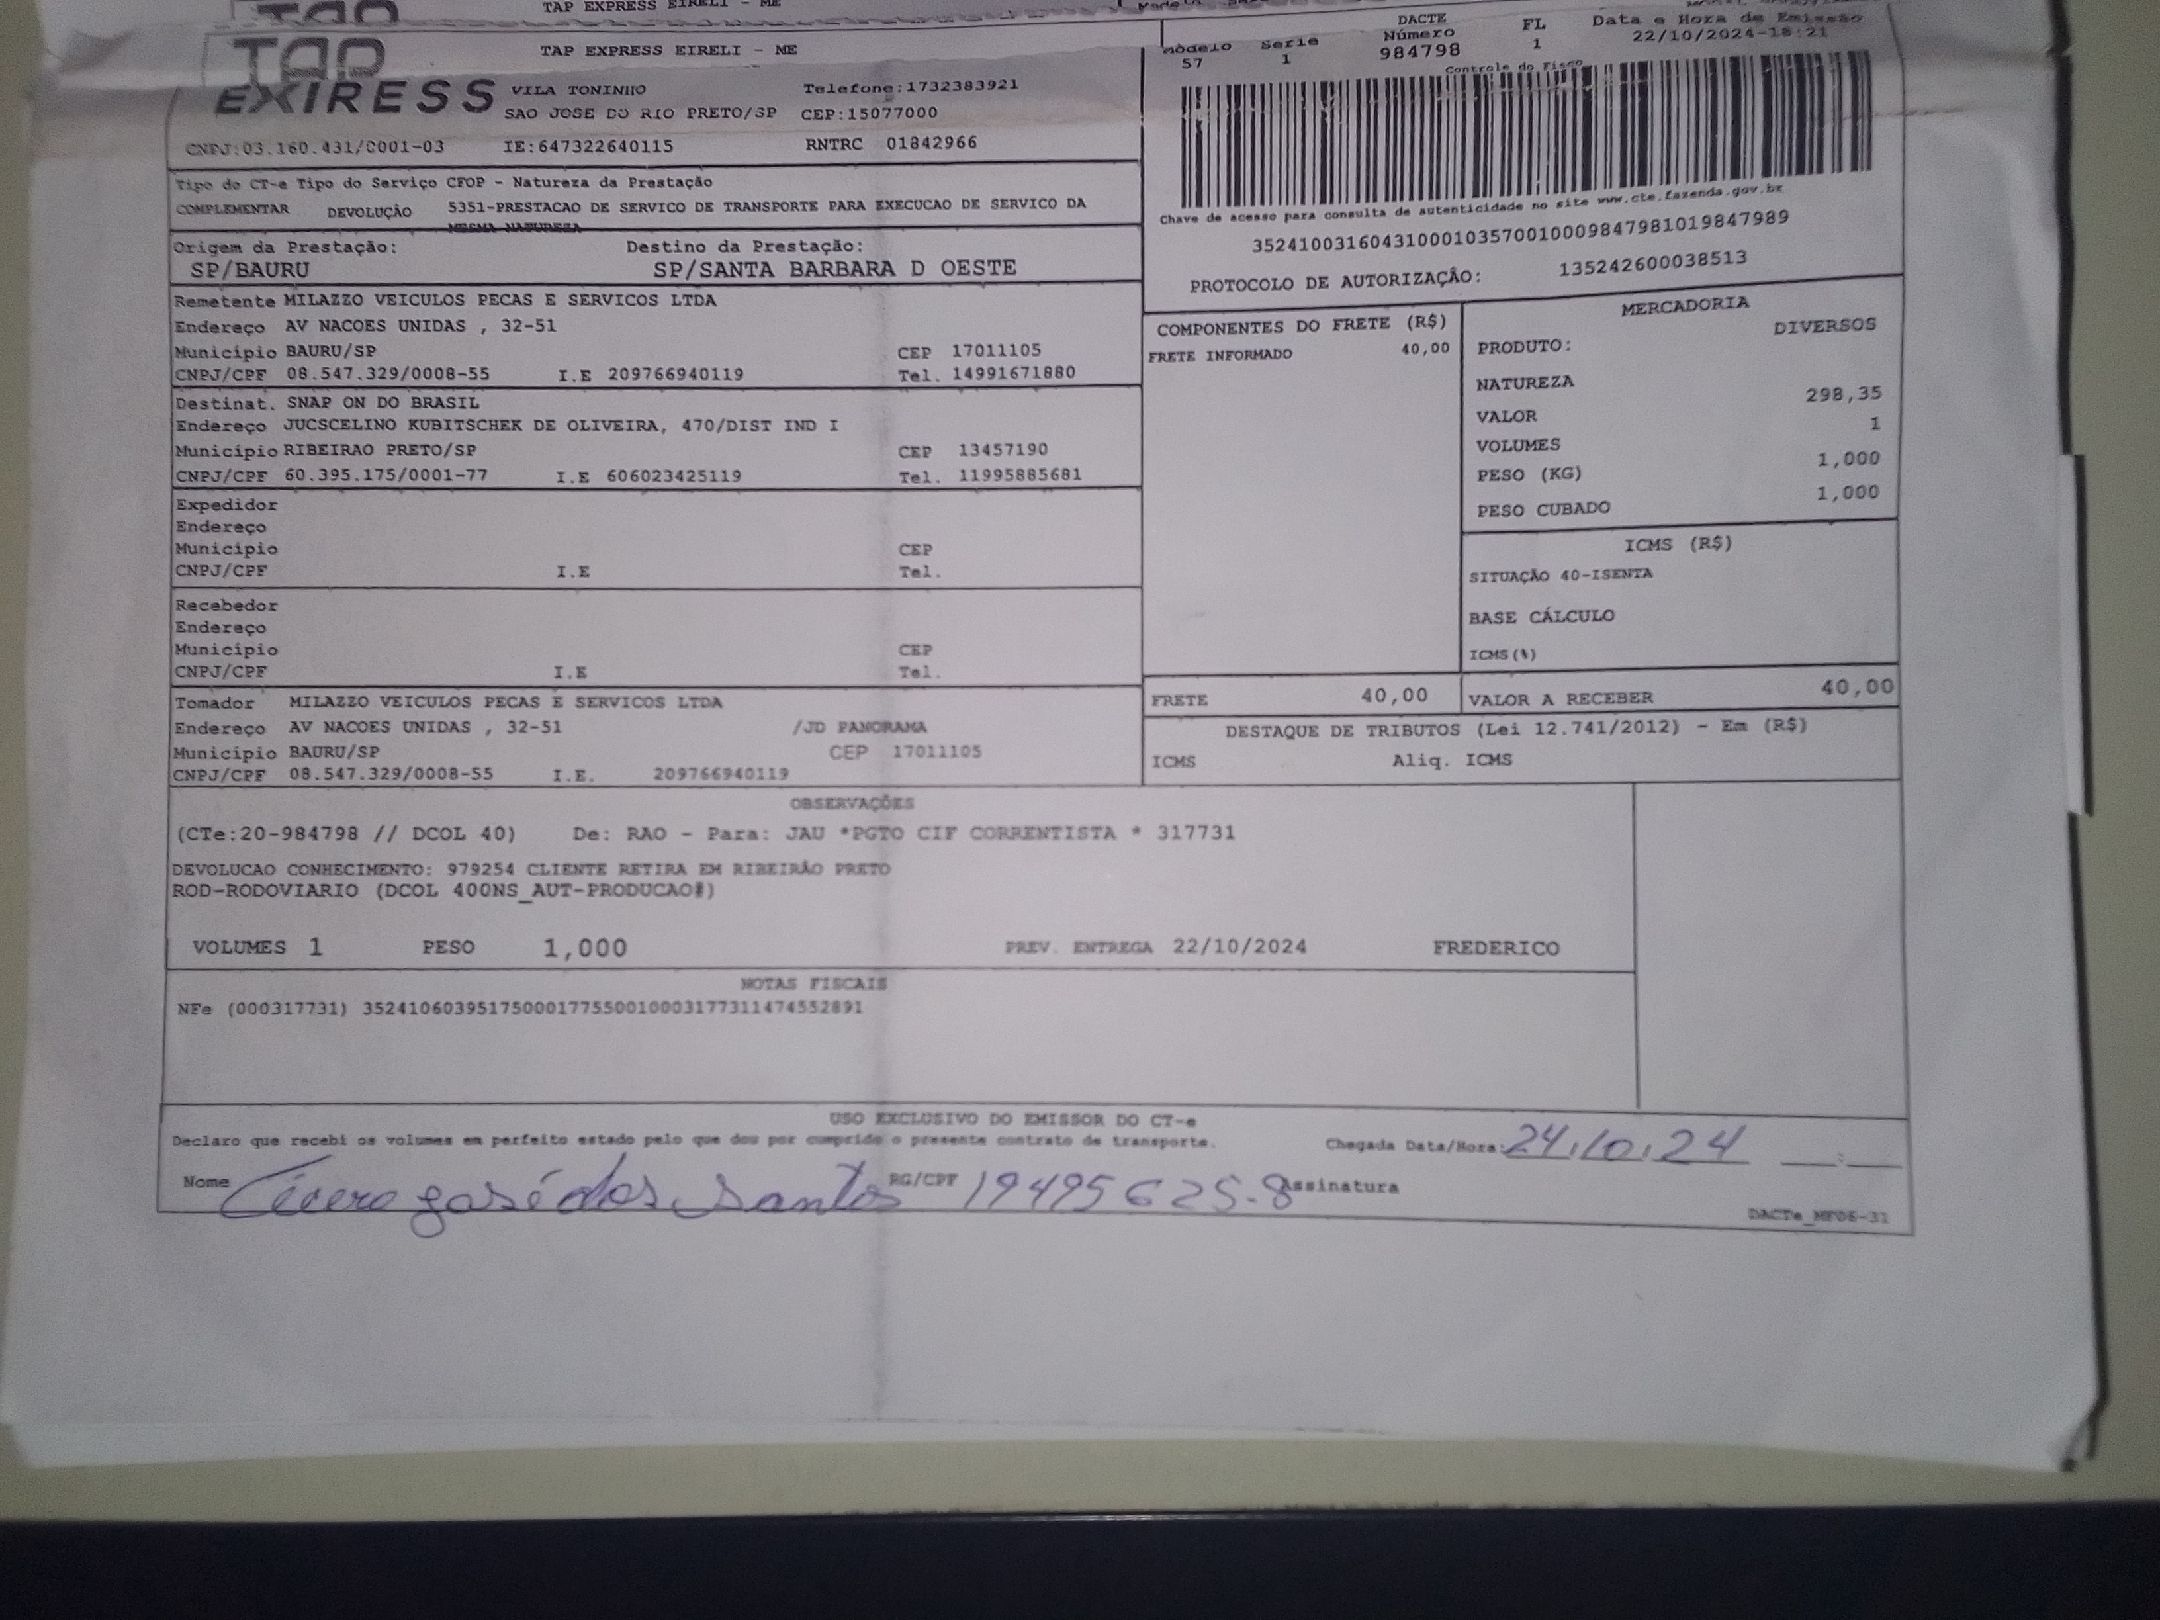 TAP EXPRESS EIRELI - ME
TAP EXPRESS
TAP EXPRESS EIRELI - ME
VILA TONINHO Telefone:1732383921
SAO JOSE DO RIO PRETO/SP CEP:15077000
CNPJ:03.160.431/0001-03 IE:647322640115 RNTRC 01842966
Modelo 57 Serie 1 DACTE Número 984798 FL 1 Data e Hora de Emissão 22/10/2024-18:21
Controle do Fisco
Chave de acesso para consulta de autenticidade no site www.cte.fazenda.gov.br
35241003160431000103570010009847981019847989
PROTOCOLO DE AUTORIZAÇÃO: 135242600038513
Tipo do CT-e Tipo do Serviço CFOP - Natureza da Prestação
COMPLEMENTAR DEVOLUÇÃO 5351-PRESTACAO DE SERVICO DE TRANSPORTE PARA EXECUCAO DE SERVICO DA
MESMA NATUREZA
Origem da Prestação: Destino da Prestação:
SP/BAURU SP/SANTA BARBARA D OESTE
Remetente MILAZZO VEICULOS PECAS E SERVICOS LTDA
Endereço AV NACOES UNIDAS , 32-51
Município BAURU/SP CEP 17011105
CNPJ/CPF 08.547.329/0008-55 I.E 209766940119 Tel. 14991671880
Destinat. SNAP ON DO BRASIL
Endereço JUCSCELINO KUBITSCHEK DE OLIVEIRA, 470/DIST IND I
Município RIBEIRAO PRETO/SP CEP 13457190
CNPJ/CPF 60.395.175/0001-77 I.E 606023425119 Tel. 11995885681
Expedidor
Endereço
Município CEP
CNPJ/CPF I.E Tel.
Recebedor
Endereço
Município CEP
CNPJ/CPF I.E Tel.
Tomador MILAZZO VEICULOS PECAS E SERVICOS LTDA
Endereço AV NACOES UNIDAS , 32-51 /JD PANORAMA
Município BAURU/SP CEP 17011105
CNPJ/CPF 08.547.329/0008-55 I.E. 209766940119
COMPONENTES DO FRETE (R$)
FRETE INFORMADO 40,00
MERCADORIA
PRODUTO: DIVERSOS
NATUREZA
VALOR 298,35
VOLUMES 1
PESO (KG) 1,000
PESO CUBADO 1,000
ICMS (R$)
SITUAÇÃO 40-ISENTA
BASE CÁLCULO
ICMS(%)
FRETE 40,00 VALOR A RECEBER 40,00
DESTAQUE DE TRIBUTOS (Lei 12.741/2012) - Em (R$)
ICMS Aliq. ICMS
OBSERVAÇÕES
(CTe:20-984798 // DCOL 40) De: RAO - Para: JAU *PGTO CIF CORRENTISTA * 317731
DEVOLUCAO CONHECIMENTO: 979254 CLIENTE RETIRA EM RIBEIRÃO PRETO
ROD-RODOVIARIO (DCOL 400NS_AUT-PRODUCAO#)
VOLUMES 1 PESO 1,000 PREV. ENTREGA 22/10/2024 FREDERICO
NOTAS FISCAIS
NFe (000317731) 35241060395175000177550010003177311474552891
USO EXCLUSIVO DO EMISSOR DO CT-e
Declaro que recebi os volumes em perfeito estado pelo que dou por cumprido o presente contrato de transporte. Chegada Data/Hora: 24.10.24 __:__
Nome Cicero José dos Santos RG/CPF 19495625-8 Assinatura
DACTe_MF06-31